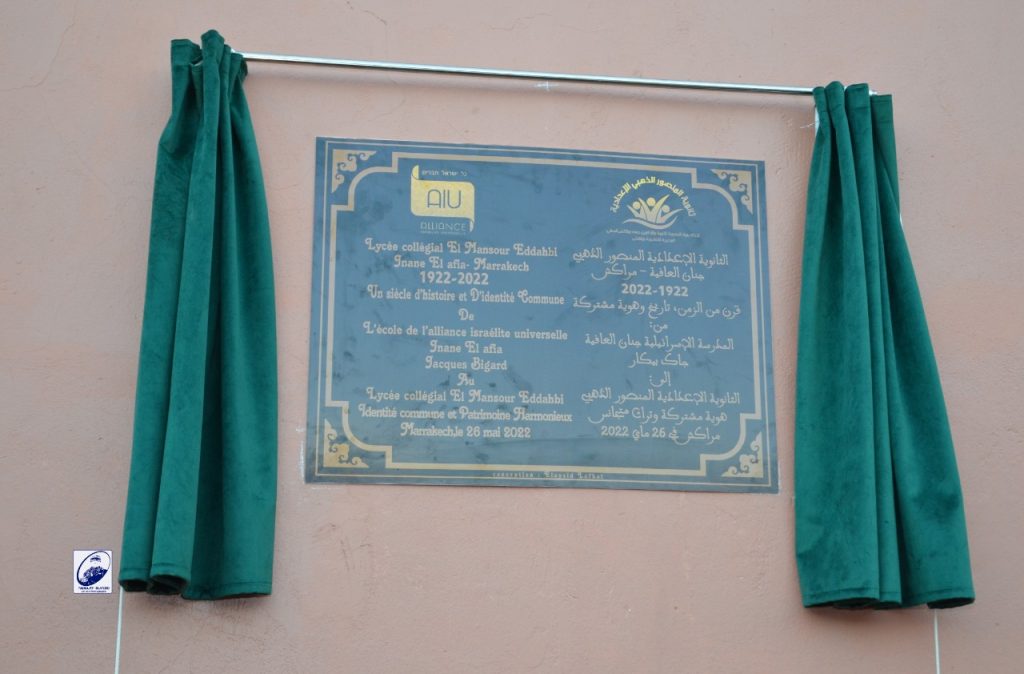 כל ישראל חברים
AIU
ALLIANCE
Lycée collégial El Mansour Eddahbi
Jnane El afia- Marrakech
1922-2022
Un siècle d'histoire et D'identité Commune
De
L'école de l'alliance israélite universelle
Jnane El afia
Jacques Bigard
Au
Lycée collégial El Mansour Eddahbi
Identité commune et Patrimoine Harmonieux
Marrakech,le 26 mai 2022
ثانوية المنصور الذهبي الإعدادية
الثانوية الإعدادية المنصور الذهبي
جنان العافية - مراكش
2022-1922
قرن من الزمن، تاريخ وهوية مشتركة
من:
المدرسة الإسرائيلية جنان العافية
جاك بيكار
إلى:
الثانوية الإعدادية المنصور الذهبي
هوية مشتركة وتراث متجانس
مراكش في 26 ماي 2022